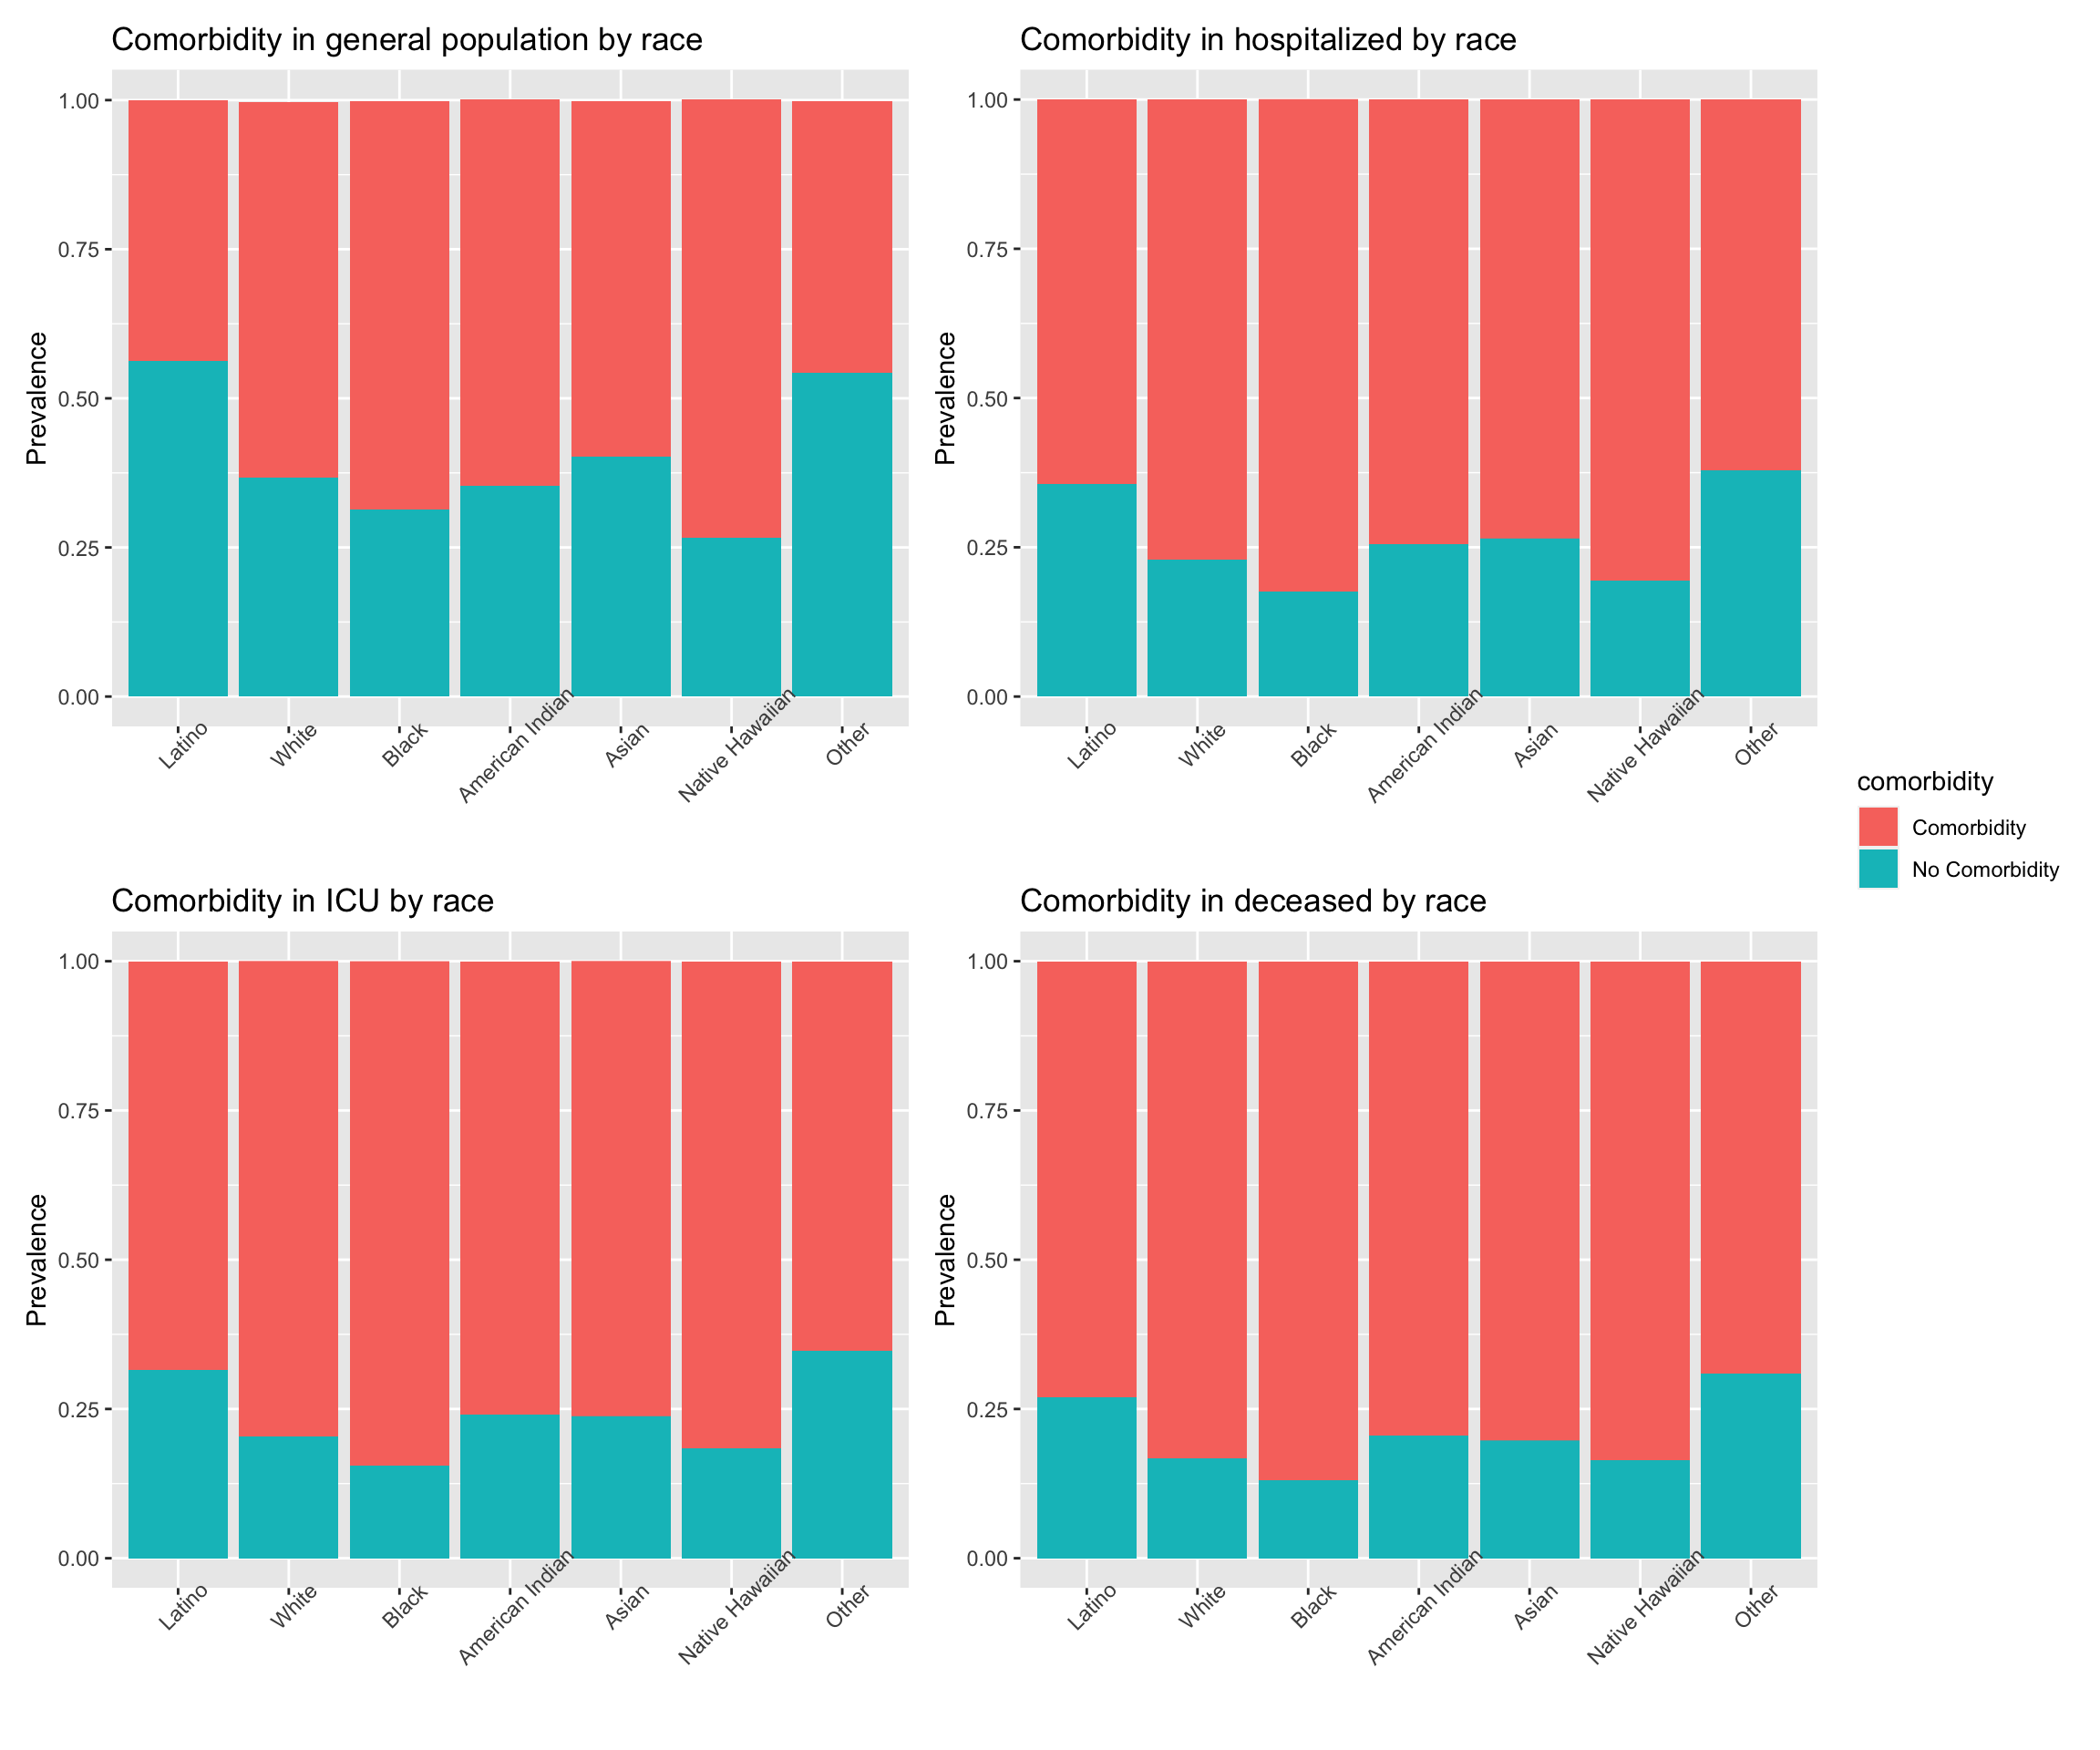 Comorbidity in general population by race
Prevalence
1.00
0.75
0.50
0.25
0.00
Latino
White
Black
American Indian
Asian
Native Hawaiian
Other
Comorbidity in hospitalized by race
Prevalence
1.00
0.75
0.50
0.25
0.00
Latino
White
Black
American Indian
Asian
Native Hawaiian
Other
comorbidity
Comorbidity
No Comorbidity
Comorbidity in ICU by race
Prevalence
1.00
0.75
0.50
0.25
0.00
Latino
White
Black
American Indian
Asian
Native Hawaiian
Other
Comorbidity in deceased by race
Prevalence
1.00
0.75
0.50
0.25
0.00
Latino
White
Black
American Indian
Asian
Native Hawaiian
Other